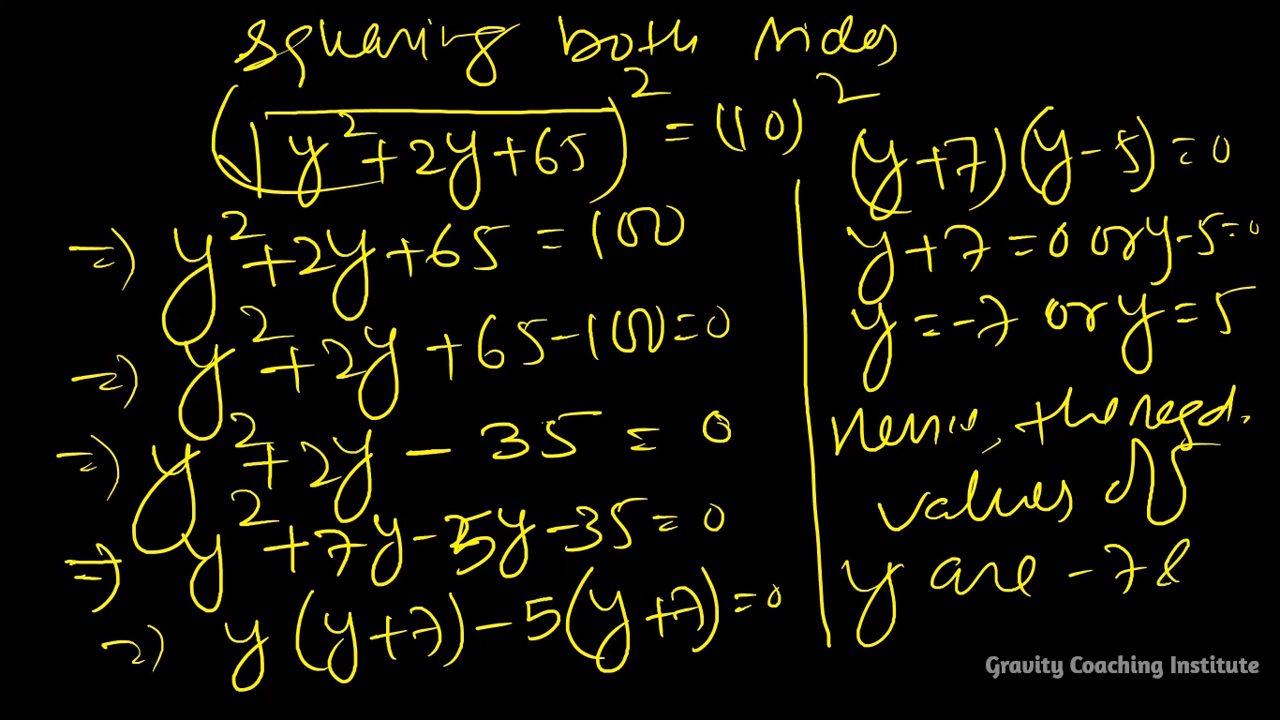 squaring both sides
(√y²+2y+65)² = (10)²
=) y²+2y+65 = 100
=) y²+2y+65-100=0
=) y²+2y-35 = 0
=) y²+7y-5y-35=0
=) y(y+7)-5(y+7)=0
(y+7)(y-5)=0
y+7=0 or y-5=0
y=-7 or y=5
hence, the reqd.
values of
y are -7 &
Gravity Coaching Institute